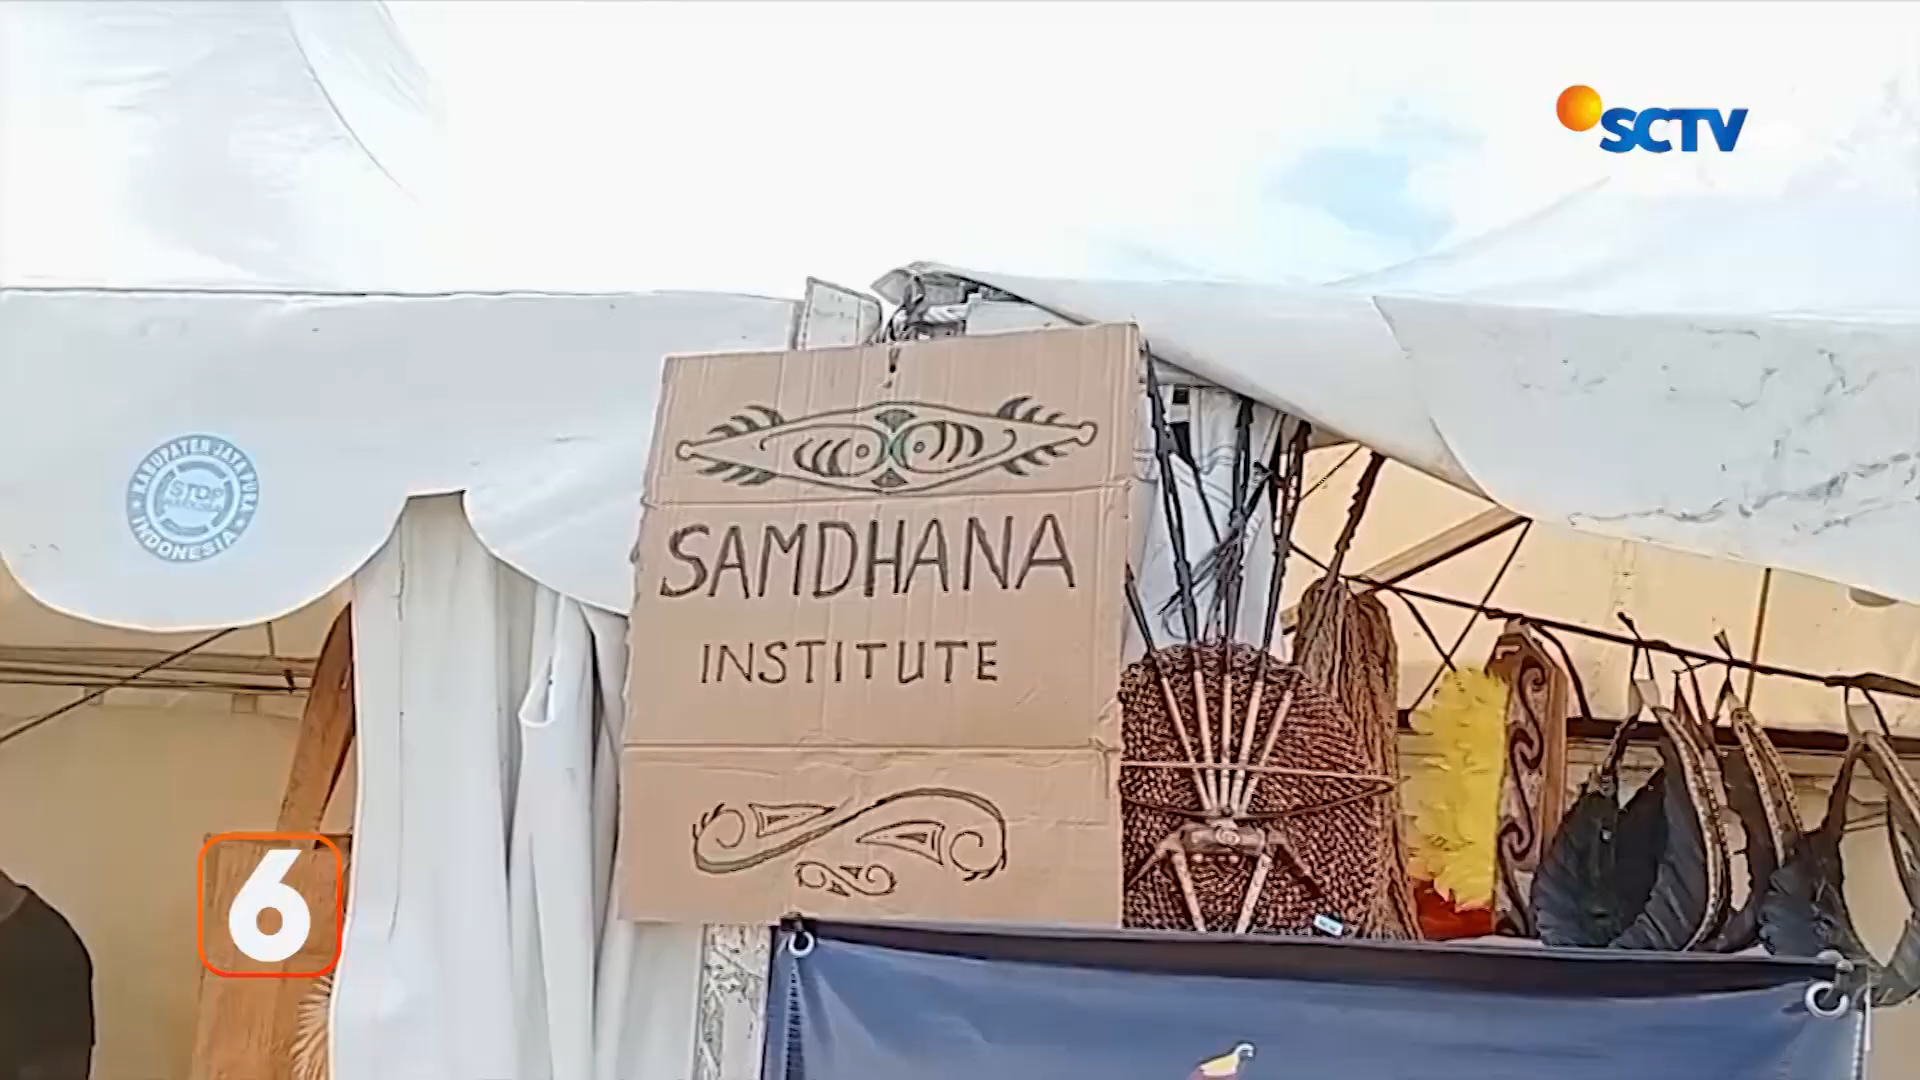 SCTV
KABUPATEN JAYAPURA
STOP
INDONESIA
SAMDHANA
INSTITUTE
6